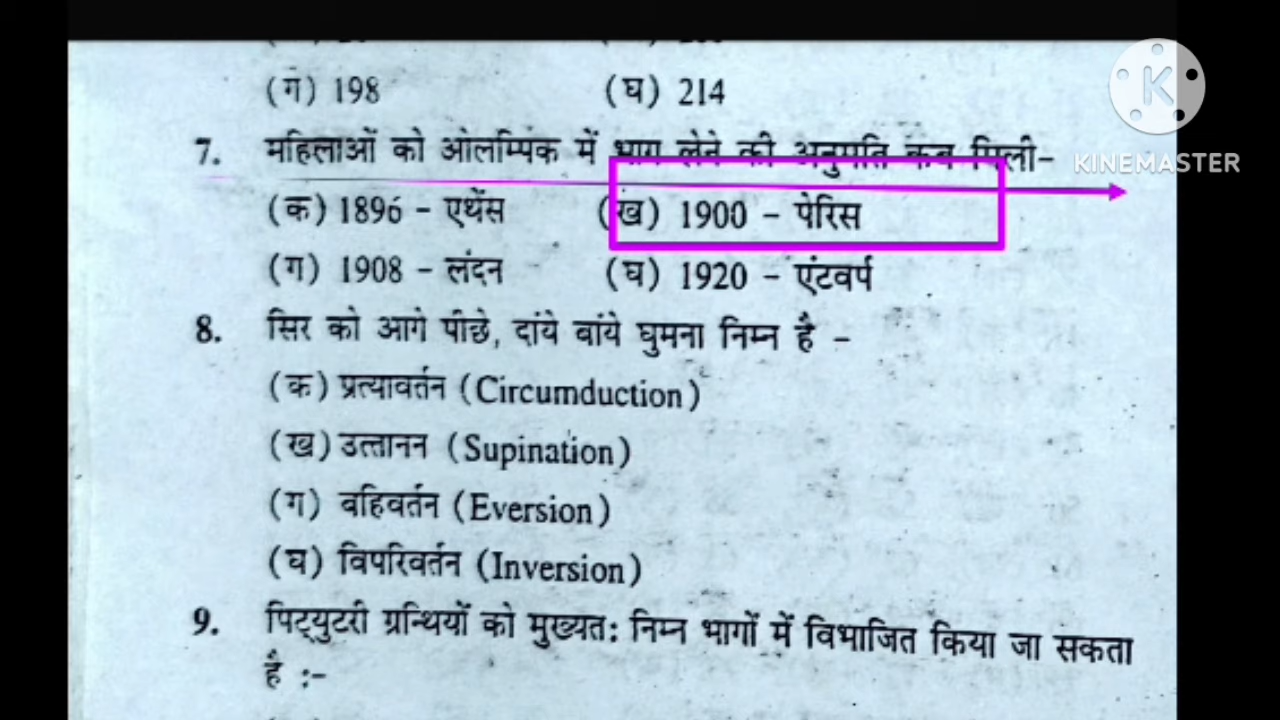 (ग) 198 (घ) 214
KINEMASTER
7. महिलाओं को ओलम्पिक में भाग लेने की अनुमति कब मिली-
(क) 1896 - एथेंस (ख) 1900 - पेरिस
(ग) 1908 - लंदन (घ) 1920 - एंटवर्प
8. सिर को आगे पीछे, दांये वांये घुमना निम्न है -
(क) प्रत्यावर्तन (Circumduction)
(ख) उत्तानन (Supination)
(ग) वहिवर्तन (Eversion)
(घ) विपरिवर्तन (Inversion)
9. पिट्युटरी ग्रन्थियों को मुख्यत: निम्न भागों में विभाजित किया जा सकता
है :-